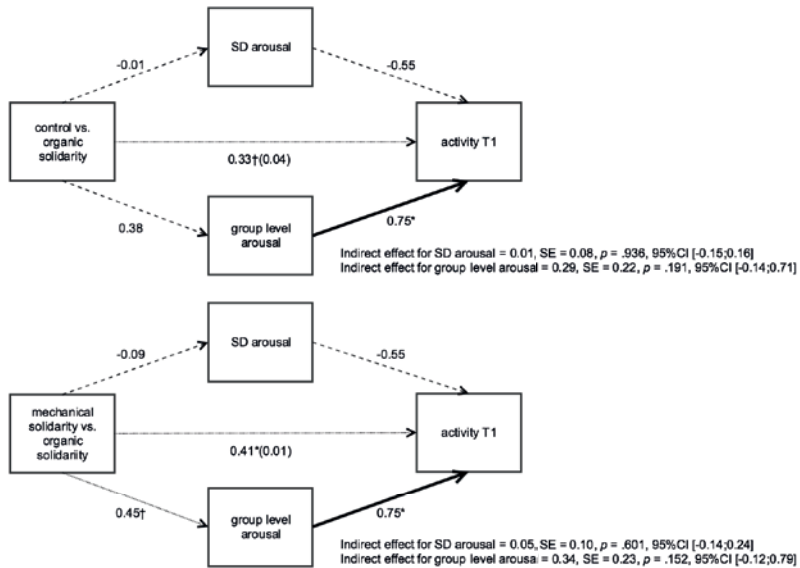 SD arousal
-0.01
-0.55
control vs.
organic
solidarity
activity T1
0.33†(0.04)
0.38
group level
arousal
0.75*
Indirect effect for SD arousal = 0.01, SE = 0.08, p = .936, 95%CI [-0.15;0.16]
Indirect effect for group level arousal = 0.29, SE = 0.22, p = .191, 95%CI [-0.14;0.71]
SD arousal
-0.09
-0.55
mechanical
solidarity vs.
organic
solidariity
activity T1
0.41*(0.01)
0.45†
group level
arousal
0.75*
Indirect effect for SD arousal = 0.05, SE = 0.10, p = .601, 95%CI [-0.14;0.24]
Indirect effect for group level arousal = 0.34, SE = 0.23, p = .152, 95%CI [-0.12;0.79]